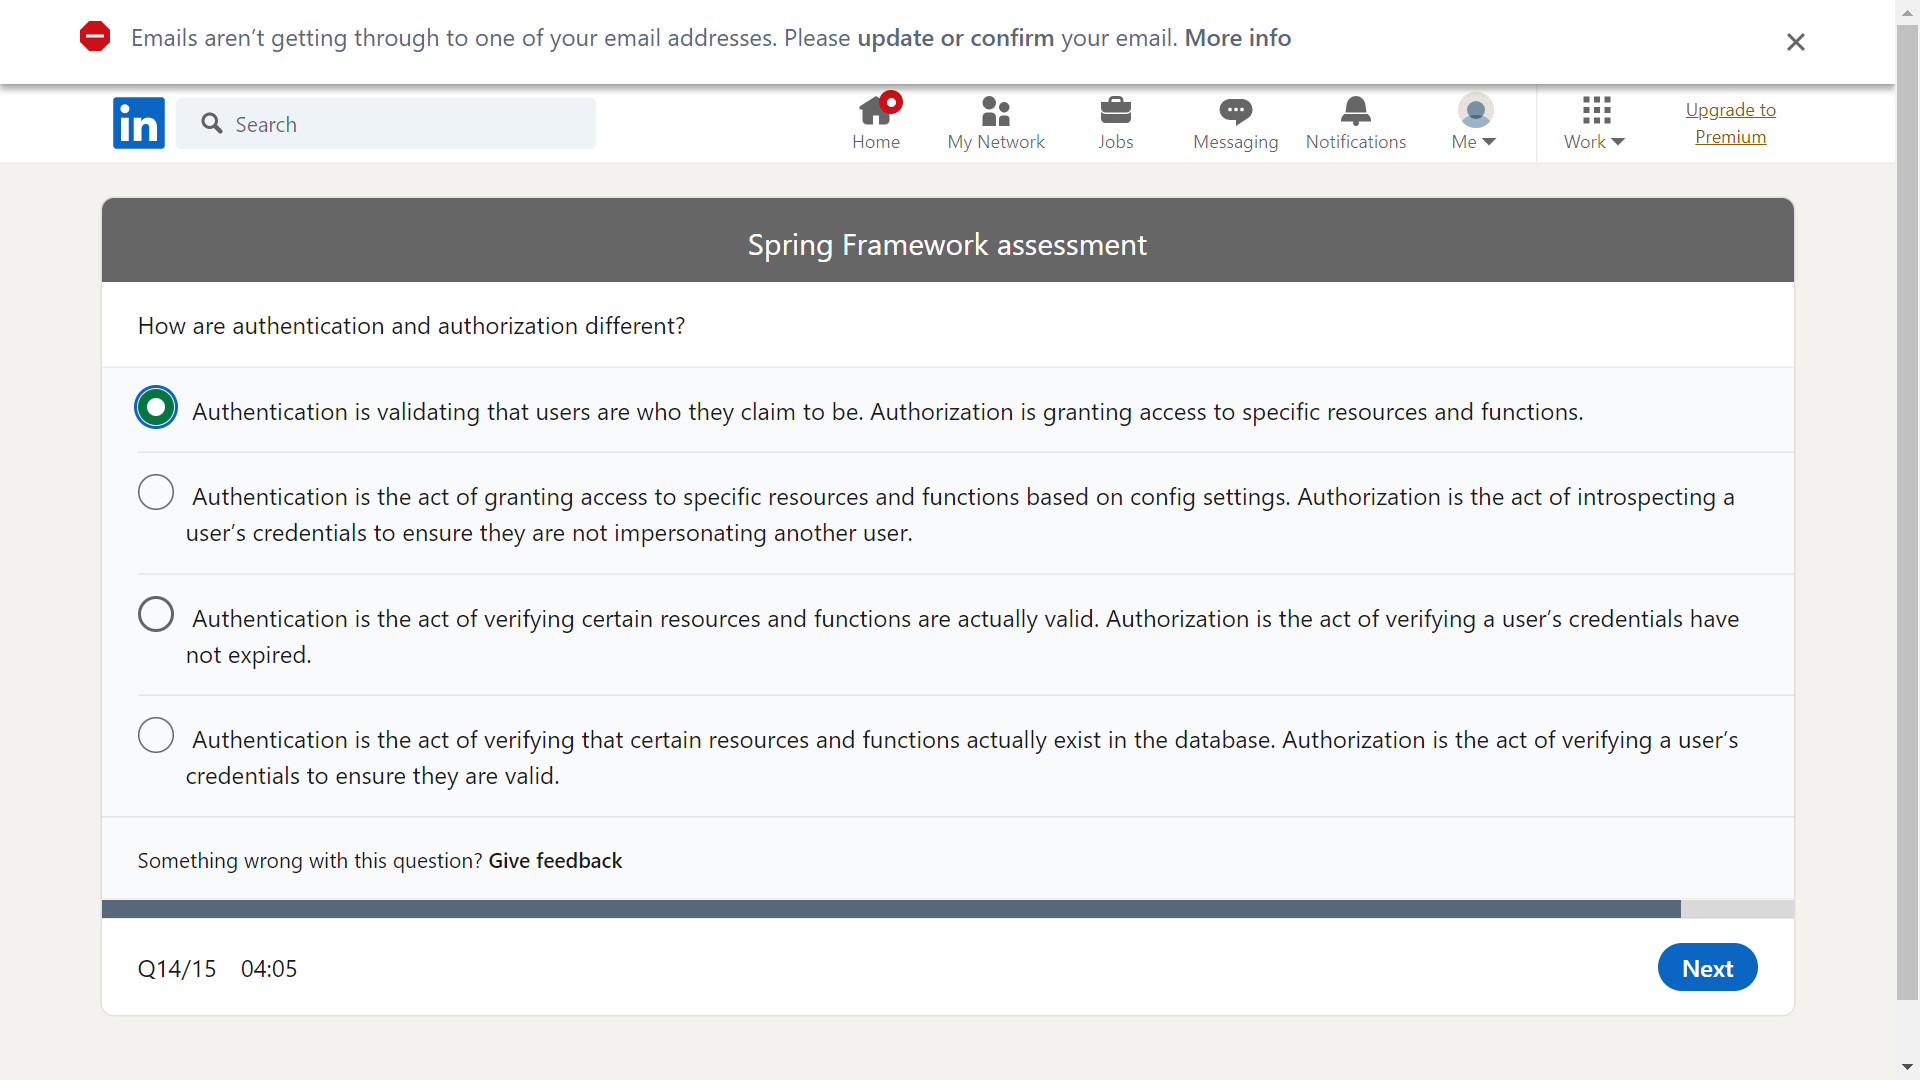 Emails aren’t getting through to one of your email addresses. Please update or confirm your email. More info
in
Search
Home
My Network
Jobs
Messaging
Notifications
Me
Work
Upgrade to
Premium
Spring Framework assessment
How are authentication and authorization different?
Authentication is validating that users are who they claim to be. Authorization is granting access to specific resources and functions.
Authentication is the act of granting access to specific resources and functions based on config settings. Authorization is the act of introspecting a
user’s credentials to ensure they are not impersonating another user.
Authentication is the act of verifying certain resources and functions are actually valid. Authorization is the act of verifying a user’s credentials have
not expired.
Authentication is the act of verifying that certain resources and functions actually exist in the database. Authorization is the act of verifying a user’s
credentials to ensure they are valid.
Something wrong with this question? Give feedback
Q14/15 04:05
Next